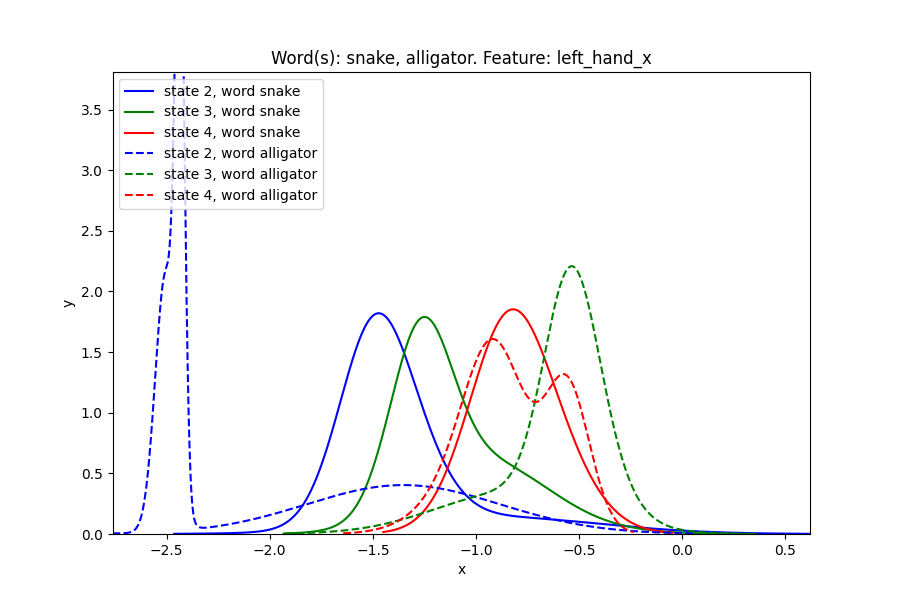 Word(s): snake, alligator. Feature: left_hand_x
state 2, word snake
state 3, word snake
state 4, word snake
state 2, word alligator
state 3, word alligator
state 4, word alligator
3.5
3.0
2.5
2.0
1.5
1.0
0.5
0.0
y
−2.5 −2.0 −1.5 −1.0 −0.5 0.0 0.5
x